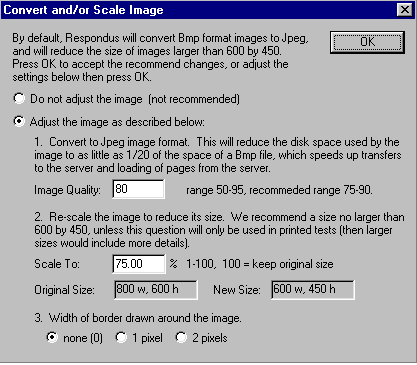 Convert and/or Scale Image
By default, Respondus will convert Bmp format images to Jpeg,
and will reduce the size of images larger than 600 by 450.
Press OK to accept the recommend changes, or adjust the
settings below then press OK.
OK
Do not adjust the image (not recommended)
Adjust the image as described below:
1. Convert to Jpeg image format. This will reduce the disk space used by the
image to as little as 1/20 of the space of a Bmp file, which speeds up transfers
to the server and loading of pages from the server.
Image Quality: 80 range 50-95, recommeded range 75-90.
2. Re-scale the image to reduce its size. We recommend a size no larger than
600 by 450, unless this question will only be used in printed tests (then larger
sizes would include more details).
Scale To: 75.00 % 1-100, 100 = keep original size
Original Size: 800 w, 600 h New Size: 600 w, 450 h
3. Width of border drawn around the image.
none (0) 1 pixel 2 pixels